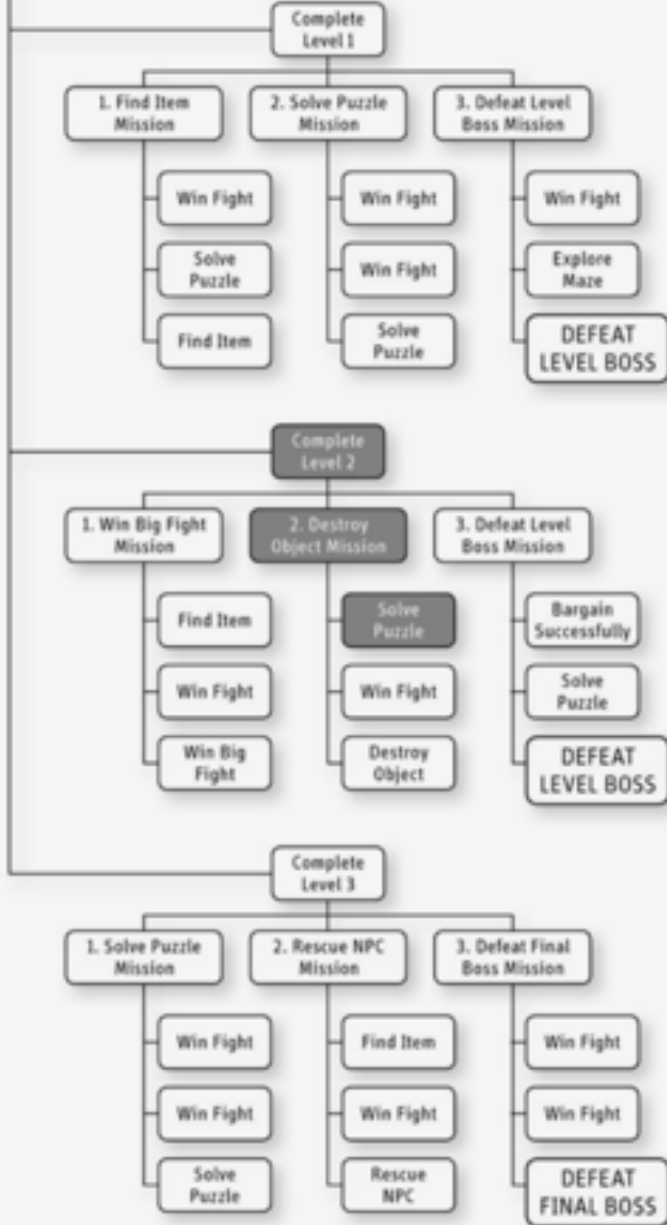 Complete
Level 1
1. Find Item
Mission
2. Solve Puzzle
Mission
3. Defeat Level
Boss Mission
Win Fight
Solve
Puzzle
Find Item
Win Fight
Win Fight
Solve
Puzzle
Win Fight
Explore
Maze
DEFEAT
LEVEL BOSS
Complete
Level 2
1. Win Big Fight
Mission
2. Destroy
Object Mission
3. Defeat Level
Boss Mission
Find Item
Win Fight
Win Big
Fight
Solve
Puzzle
Win Fight
Destroy
Object
Bargain
Successfully
Solve
Puzzle
DEFEAT
LEVEL BOSS
Complete
Level 3
1. Solve Puzzle
Mission
2. Rescue NPC
Mission
3. Defeat Final
Boss Mission
Win Fight
Win Fight
Solve
Puzzle
Find Item
Win Fight
Rescue
NPC
Win Fight
Win Fight
DEFEAT
FINAL BOSS